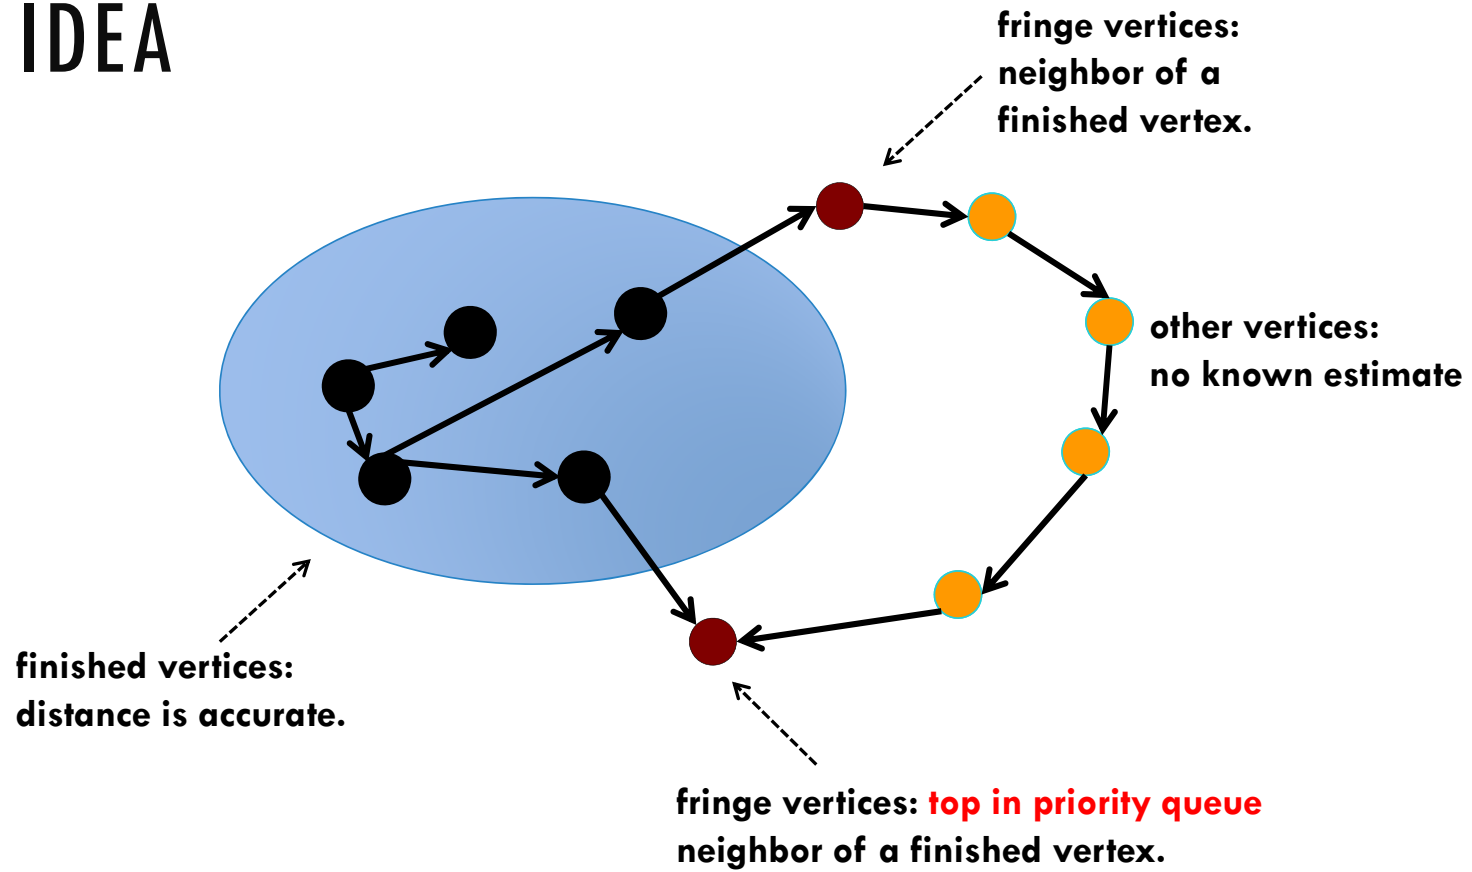 IDEA
fringe vertices:
neighbor of a
finished vertex.
other vertices:
no known estimate
finished vertices:
distance is accurate.
fringe vertices: top in priority queue
neighbor of a finished vertex.